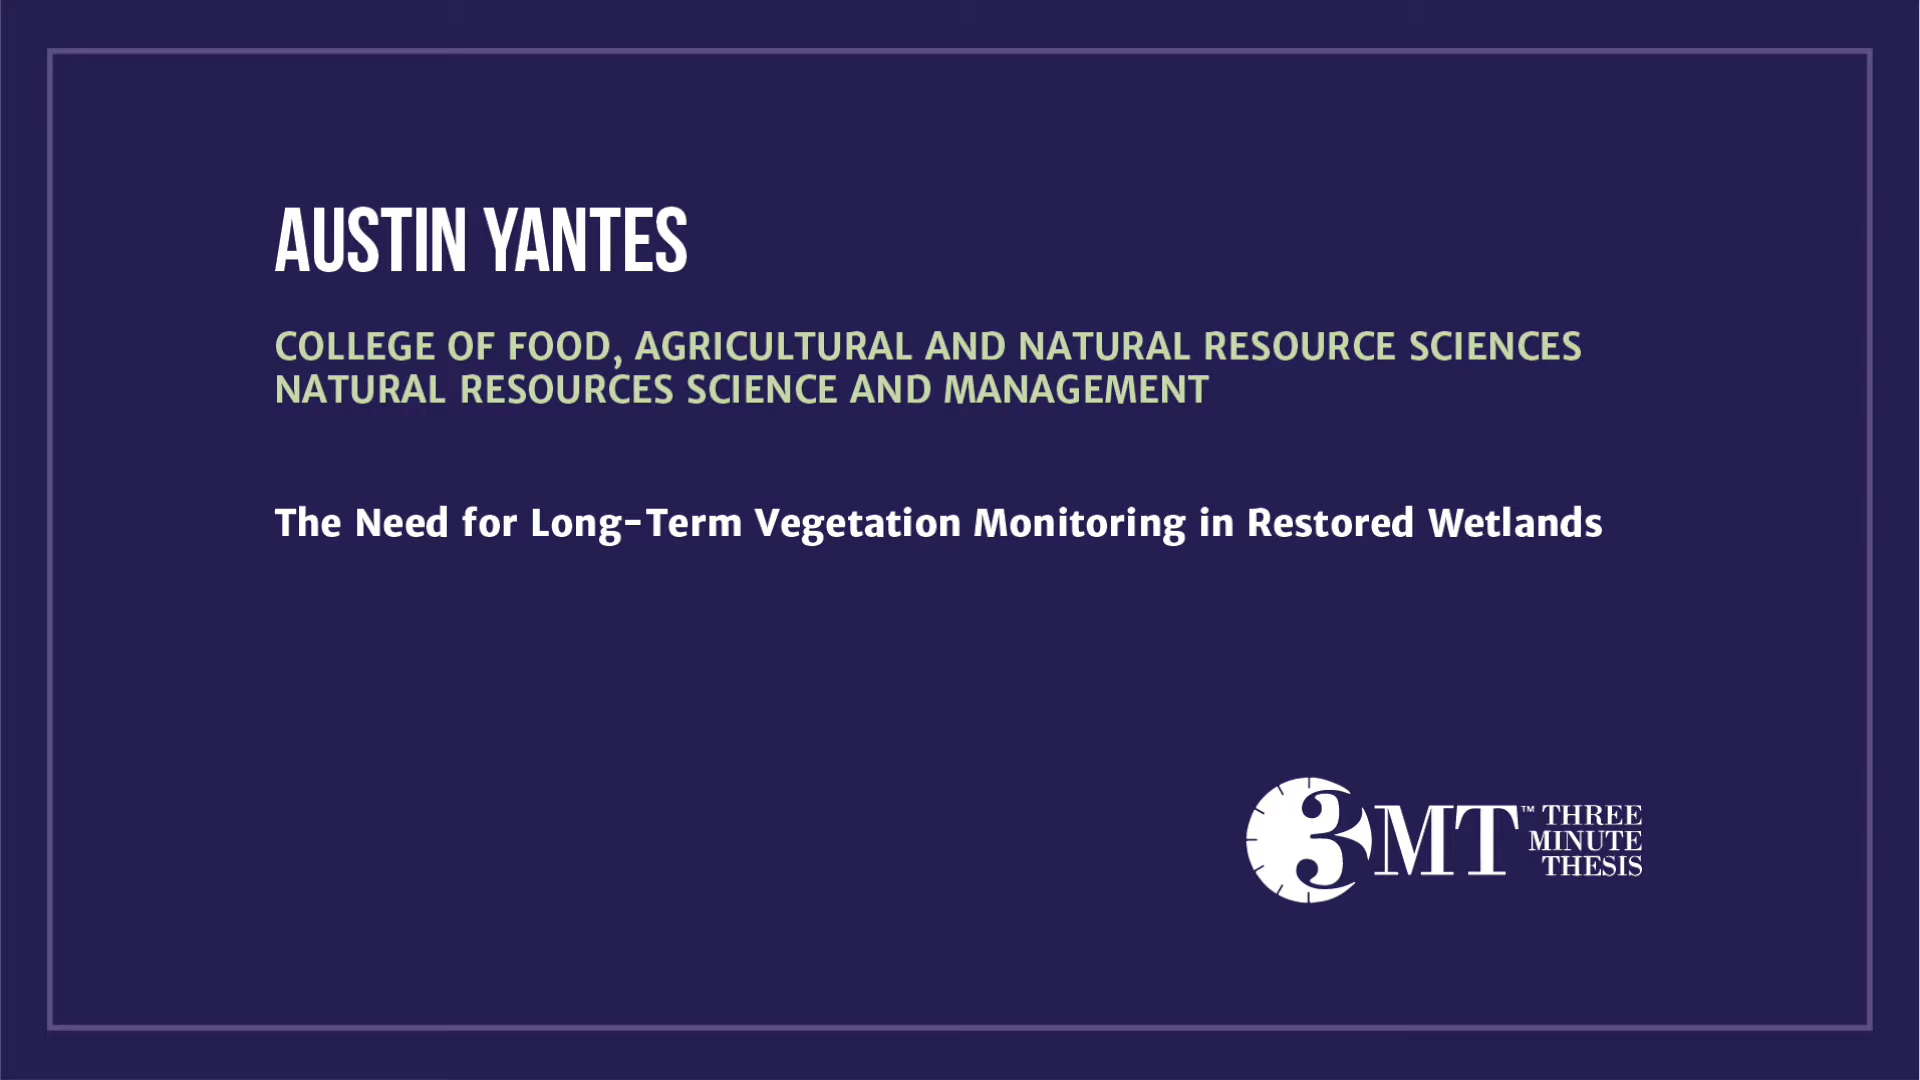 AUSTIN YANTES
COLLEGE OF FOOD, AGRICULTURAL AND NATURAL RESOURCE SCIENCES
NATURAL RESOURCES SCIENCE AND MANAGEMENT
The Need for Long-Term Vegetation Monitoring in Restored Wetlands
3MT™ THREE
MINUTE
THESIS